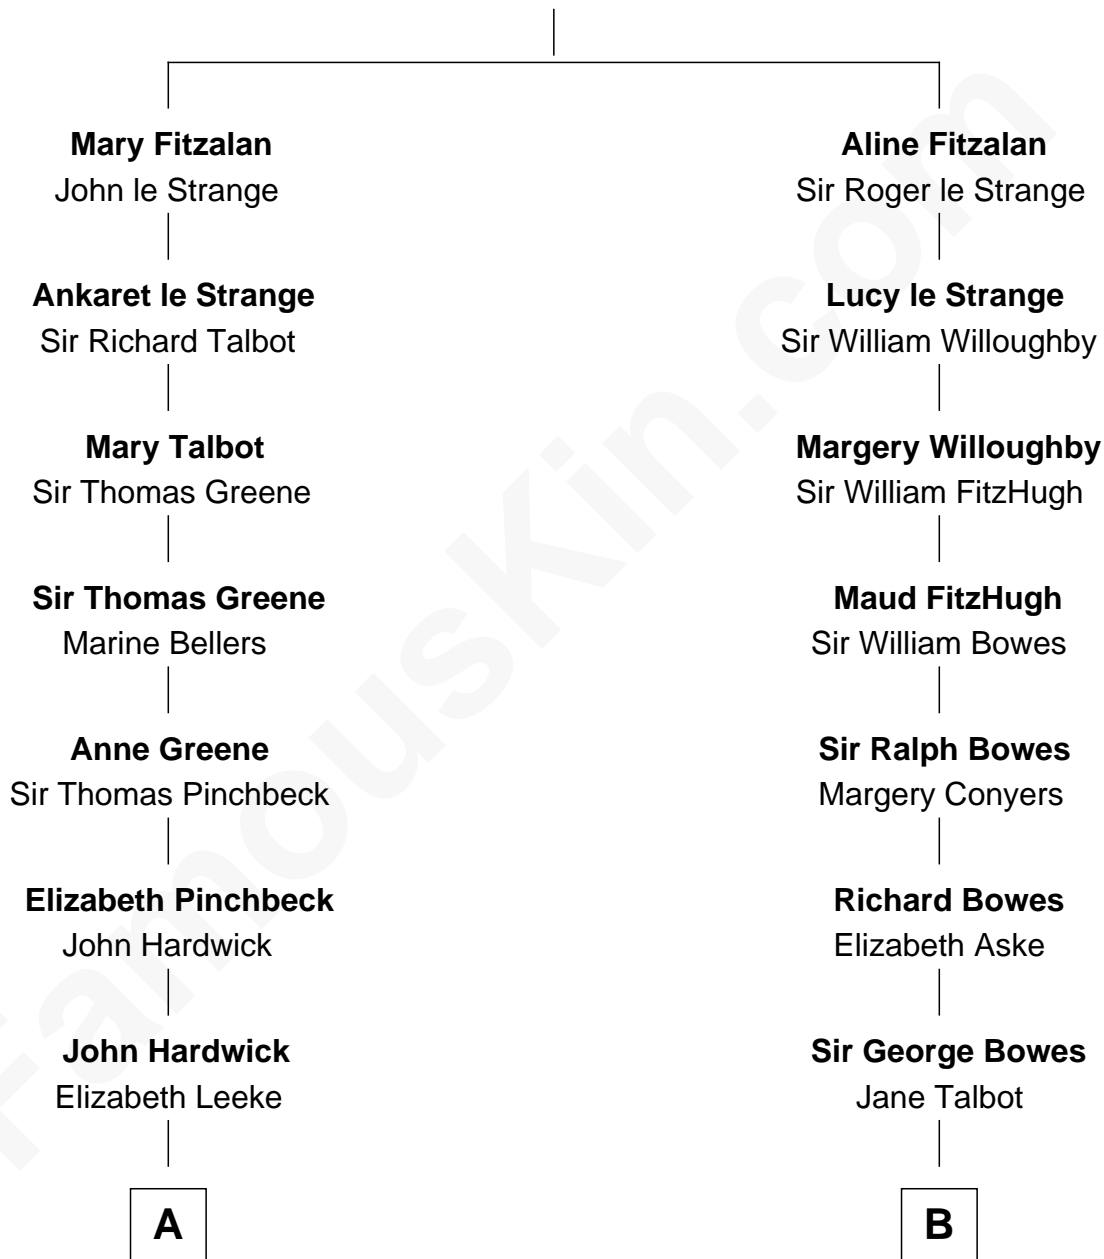 Mary Fitzalan
John le Strange
Ankaret le Strange
Sir Richard Talbot
Mary Talbot
Sir Thomas Greene
Sir Thomas Greene
Marine Bellers
Anne Greene
Sir Thomas Pinchbeck
Elizabeth Pinchbeck
John Hardwick
John Hardwick
Elizabeth Leeke
A
Aline Fitzalan
Sir Roger le Strange
Lucy le Strange
Sir William Willoughby
Margery Willoughby
Sir William FitzHugh
Maud FitzHugh
Sir William Bowes
Sir Ralph Bowes
Margery Conyers
Richard Bowes
Elizabeth Aske
Sir George Bowes
Jane Talbot
B
FamousKin.com